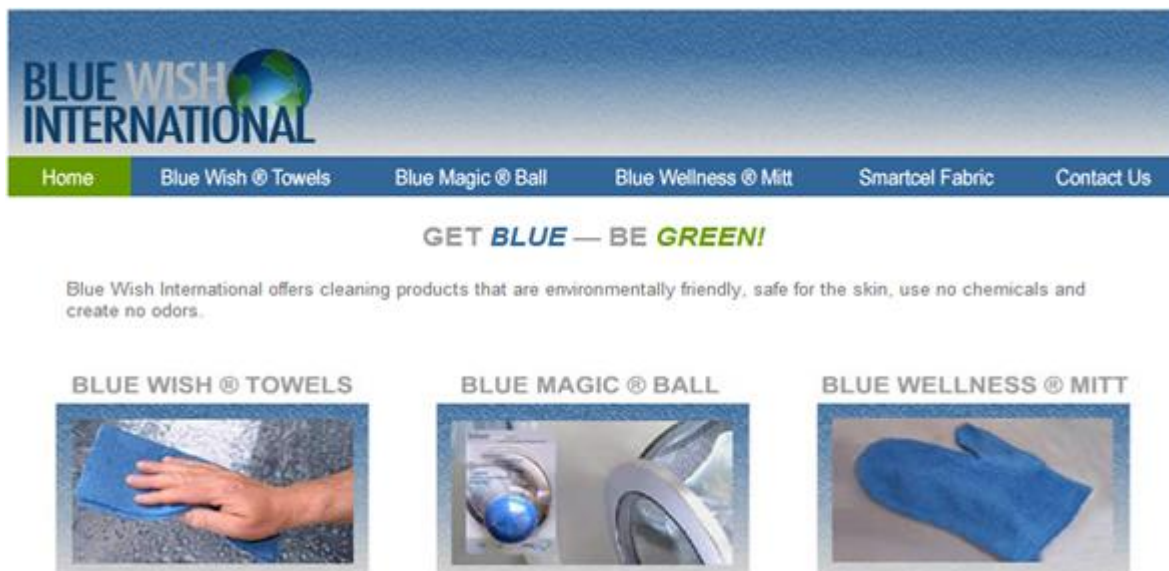 BLUE WISH
INTERNATIONAL
Home Blue Wish ® Towels Blue Magic ® Ball Blue Wellness ® Mitt Smartcel Fabric Contact Us
GET BLUE — BE GREEN!
Blue Wish International offers cleaning products that are environmentally friendly, safe for the skin, use no chemicals and
create no odors.
BLUE WISH ® TOWELS BLUE MAGIC ® BALL BLUE WELLNESS ® MITT